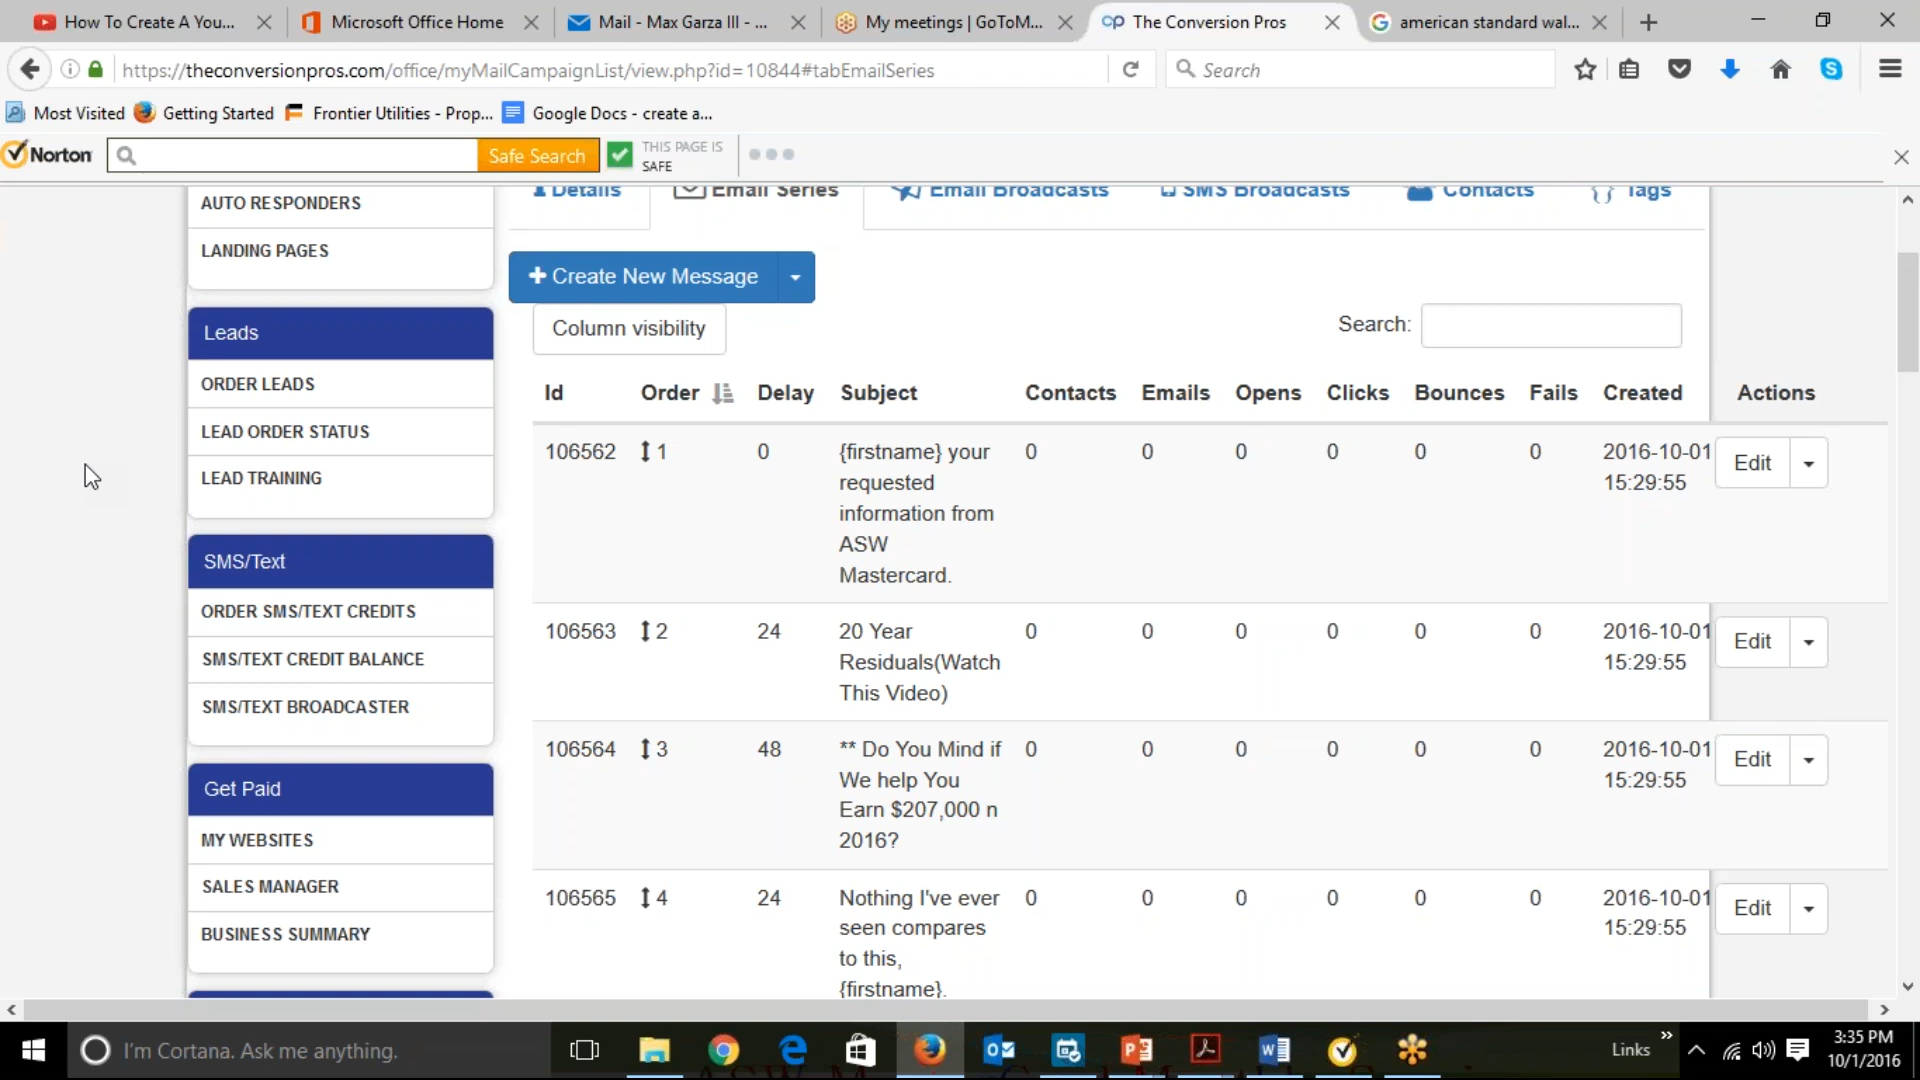 How To Create A You...
Microsoft Office Home
Mail - Max Garza III - ...
My meetings | GoToM...
The Conversion Pros
american standard wal...
https://theconversionpros.com/office/myMailCampaignList/view.php?id=10844#tabEmailSeries
Search
Most Visited
Getting Started
Frontier Utilities - Prop...
Google Docs - create a...
Norton
Safe Search
THIS PAGE IS
SAFE
AUTO RESPONDERS
LANDING PAGES
Leads
ORDER LEADS
LEAD ORDER STATUS
LEAD TRAINING
SMS/Text
ORDER SMS/TEXT CREDITS
SMS/TEXT CREDIT BALANCE
SMS/TEXT BROADCASTER
Get Paid
MY WEBSITES
SALES MANAGER
BUSINESS SUMMARY
Details
Email Series
Email Broadcasts
SMS Broadcasts
Contacts
Tags
+ Create New Message
Column visibility
Search:
Id Order Delay Subject Contacts Emails Opens Clicks Bounces Fails Created Actions
106562 1 0 {firstname} your 0 0 0 0 0 0 2016-10-01 Edit
requested 15:29:55
information from
ASW
Mastercard.
106563 2 24 20 Year 0 0 0 0 0 0 2016-10-01 Edit
Residuals(Watch 15:29:55
This Video)
106564 3 48 ** Do You Mind if 0 0 0 0 0 0 2016-10-01 Edit
We help You 15:29:55
Earn $207,000 n
2016?
106565 4 24 Nothing I've ever 0 0 0 0 0 0 2016-10-01 Edit
seen compares 15:29:55
to this,
{firstname}.
I'm Cortana. Ask me anything.
Links
3:35 PM
10/1/2016